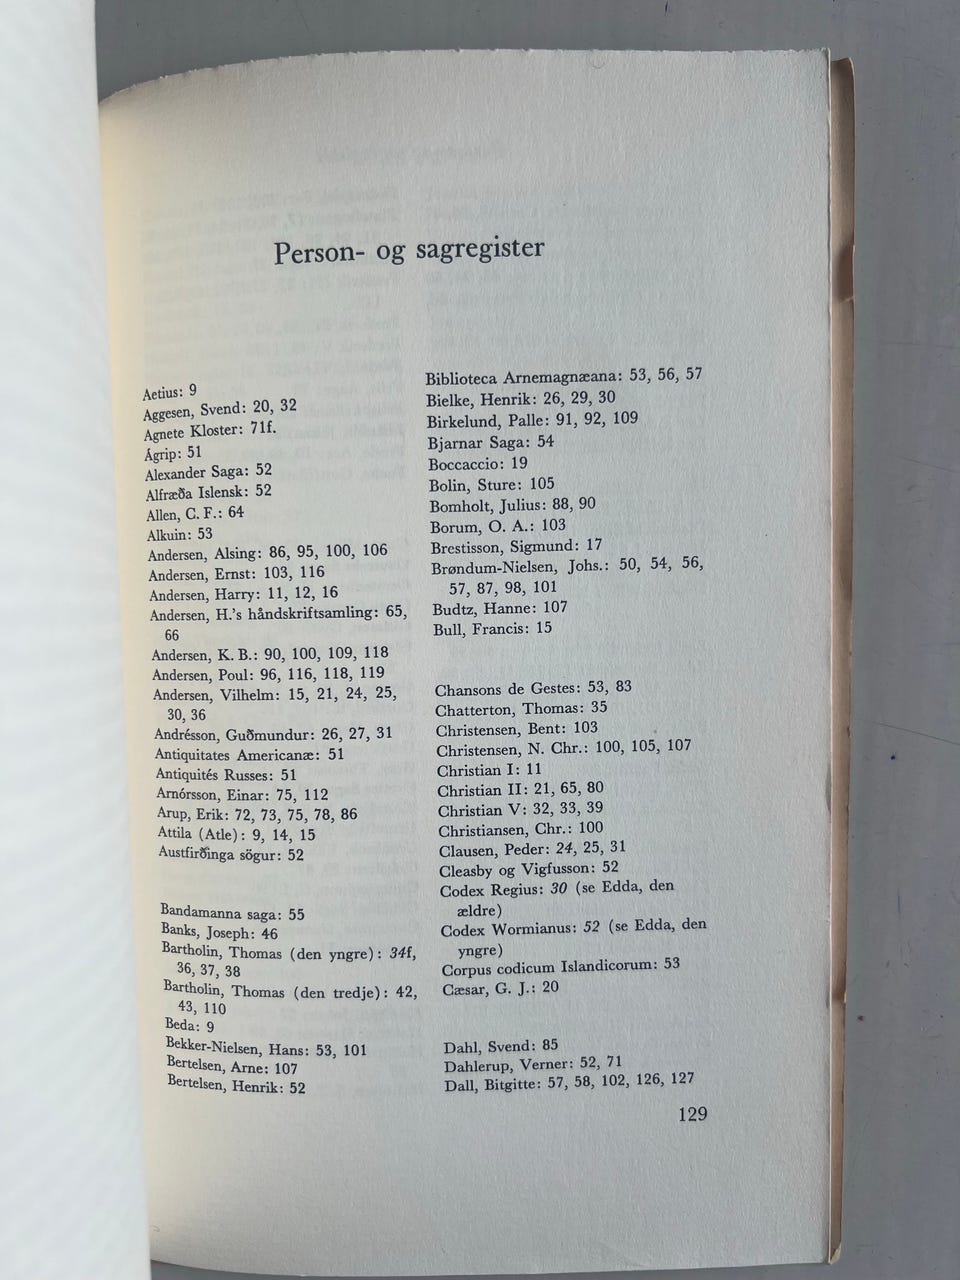 Person- og sagregister
Aetius: 9
Aggesen, Svend: 20, 32
Agnete Kloster: 71f.
Ágrip: 51
Alexander Saga: 52
Alfræða Islensk: 52
Allen, C. F.: 64
Alkuin: 53
Andersen, Alsing: 86, 95, 100, 106
Andersen, Ernst: 103, 116
Andersen, Harry: 11, 12, 16
Andersen, H.'s håndskriftsamling: 65,
66
Andersen, K. B.: 90, 100, 109, 118
Andersen, Poul: 96, 116, 118, 119
Andersen, Vilhelm: 15, 21, 24, 25,
30, 36
Andrésson, Guðmundur: 26, 27, 31
Antiquitates Americanæ: 51
Antiquités Russes: 51
Arnórsson, Einar: 75, 112
Arup, Erik: 72, 73, 75, 78, 86
Attila (Atle): 9, 14, 15
Austfirðinga sögur: 52
Bandamanna saga: 55
Banks, Joseph: 46
Bartholin, Thomas (den yngre): 34f,
36, 37, 38
Bartholin, Thomas (den tredje): 42,
43, 110
Beda: 9
Bekker-Nielsen, Hans: 53, 101
Bertelsen, Arne: 107
Bertelsen, Henrik: 52
Biblioteca Arnemagnæana: 53, 56, 57
Bielke, Henrik: 26, 29, 30
Birkelund, Palle: 91, 92, 109
Bjarnar Saga: 54
Boccaccio: 19
Bolin, Sture: 105
Bomholt, Julius: 88, 90
Borum, O. A.: 103
Brestisson, Sigmund: 17
Brøndum-Nielsen, Johs.: 50, 54, 56,
57, 87, 98, 101
Budtz, Hanne: 107
Bull, Francis: 15
Chansons de Gestes: 53, 83
Chatterton, Thomas: 35
Christensen, Bent: 103
Christensen, N. Chr.: 100, 105, 107
Christian I: 11
Christian II: 21, 65, 80
Christian V: 32, 33, 39
Christiansen, Chr.: 100
Clausen, Peder: 24, 25, 31
Cleasby og Vigfusson: 52
Codex Regius: 30 (se Edda, den
ældre)
Codex Wormianus: 52 (se Edda, den
yngre)
Corpus codicum Islandicorum: 53
Cæsar, G. J.: 20
Dahl, Svend: 85
Dahlerup, Verner: 52, 71
Dall, Bitgitte: 57, 58, 102, 126, 127
129